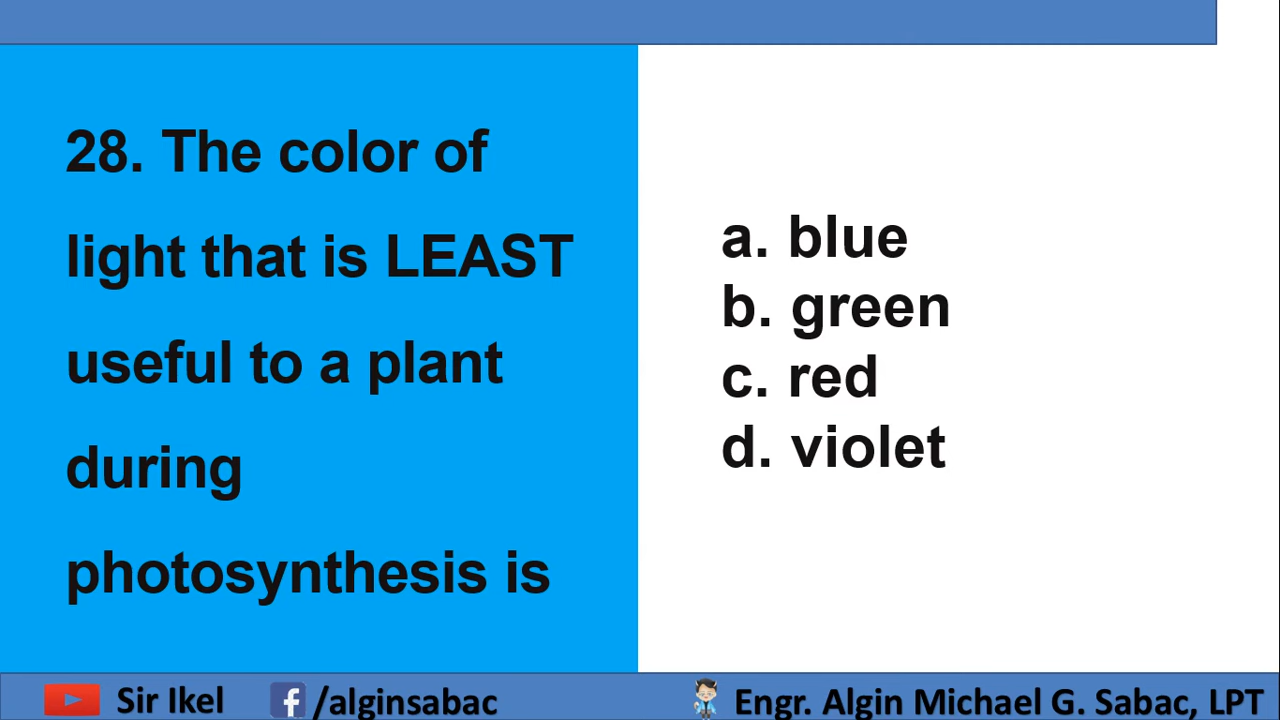 28. The color of
light that is LEAST
useful to a plant
during
photosynthesis is
a. blue
b. green
c. red
d. violet
Sir Ikel
/alginsabac
Engr. Algin Michael G. Sabac, LPT